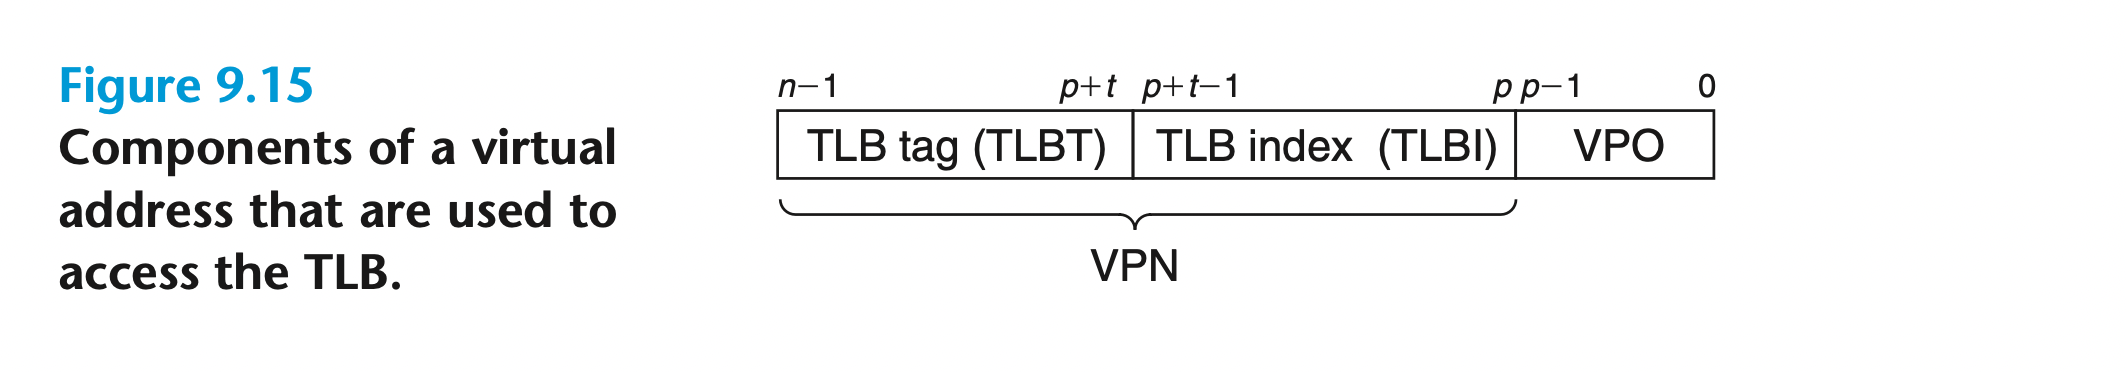 Figure 9.15
Components of a virtual
address that are used to
access the TLB.
n−1 p+t p+t−1 p p−1 0
TLB tag (TLBT) TLB index (TLBI) VPO
VPN